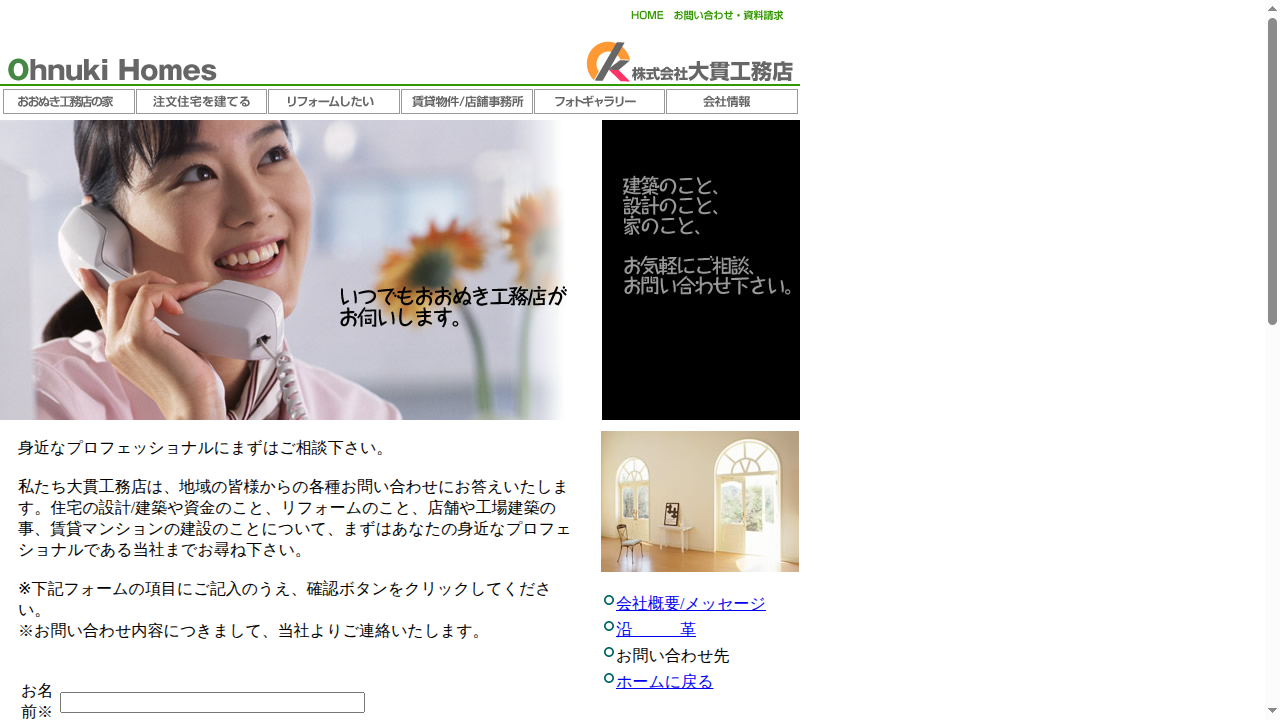 HOME お問い合わせ・資料請求
Ohnuki Homes
株式会社大貫工務店
おおぬき工務店の家
注文住宅を建てる
リフォームしたい
賃貸物件/店舗事務所
フォトギャラリー
会社情報
いつでもおおぬき工務店が
お伺いします。
建築のこと、
設計のこと、
家のこと、
お気軽にご相談、
お問い合わせ下さい。
身近なプロフェッショナルにまずはご相談下さい。
私たち大貫工務店は、地域の皆様からの各種お問い合わせにお答えいたしま
す。住宅の設計/建築や資金のこと、リフォームのこと、店舗や工場建築の
事、賃貸マンションの建設のことについて、まずはあなたの身近なプロフェッ
ショナルである当社までお尋ね下さい。
※下記フォームの項目にご記入のうえ、確認ボタンをクリックしてくださ
い。
※お問い合わせ内容につきまして、当社よりご連絡いたします。
お名
前※
会社概要/メッセージ
沿　　　革
お問い合わせ先
ホームに戻る